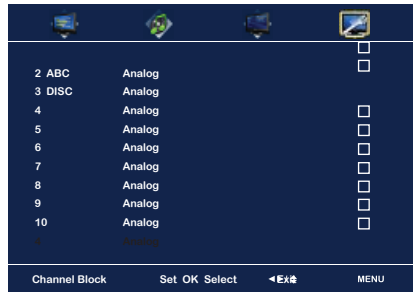 2 ABC Analog
3 DISC Analog
4 Analog
5 Analog
6 Analog
7 Analog
8 Analog
9 Analog
10 Analog
Channel Block Set OK Select MENU